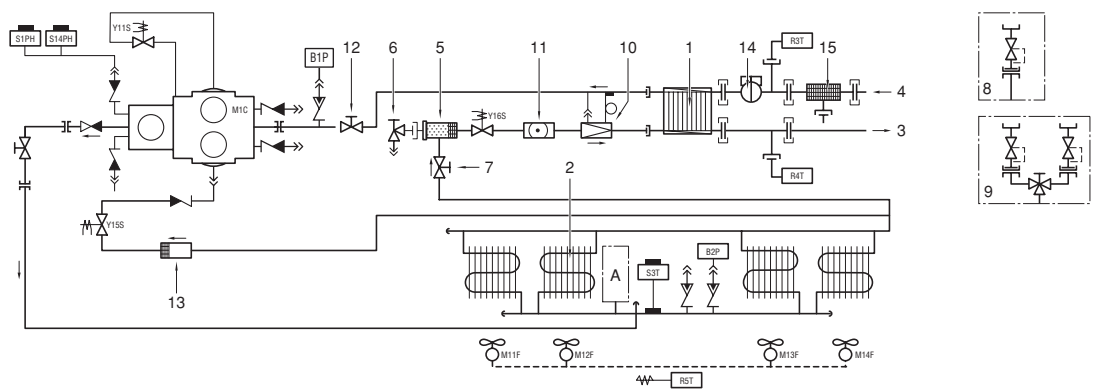 S1PH
S14PH
Y11S
M1C
B1P
12
6
5
11
10
1
R3T
14
15
4
3
Y16S
7
2
R4T
Y15S
13
A
S3T
B2P
M11F
M12F
M13F
M14F
R5T
8
9